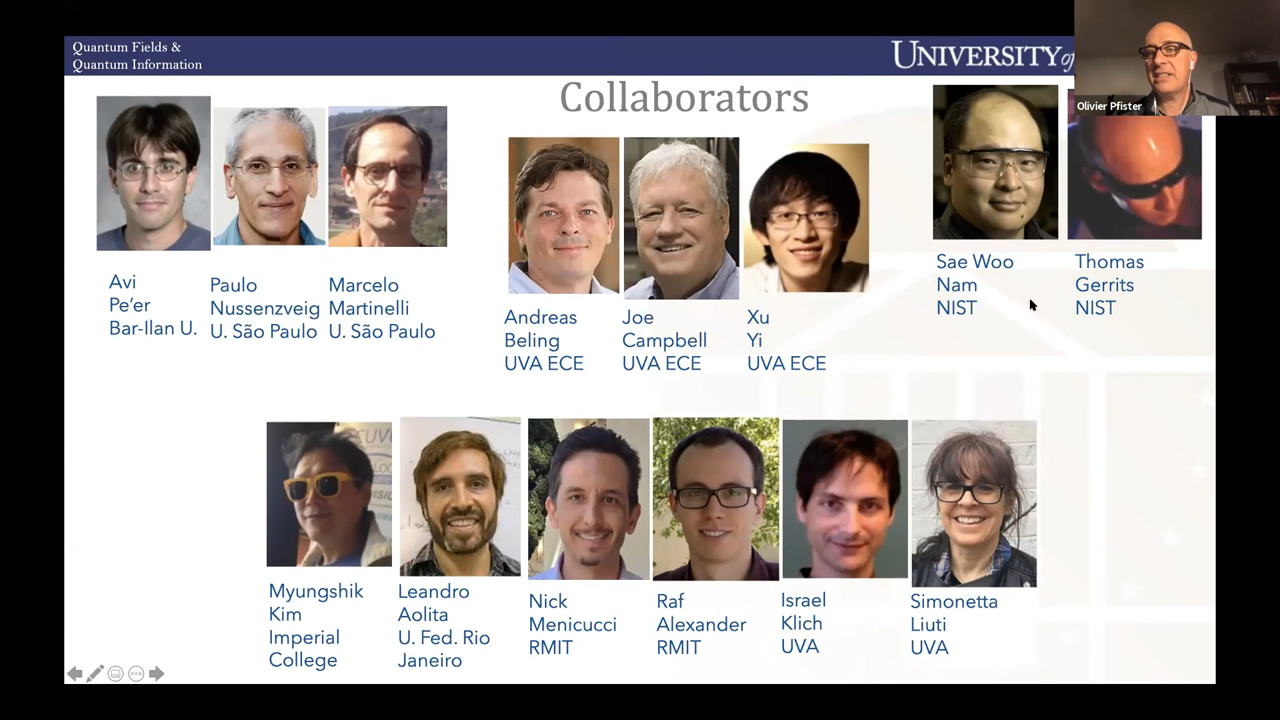 Quantum Fields &
Quantum Information
UNIVERSITY of
Olivier Pfister
Collaborators
Avi
Pe'er
Bar-Ilan U.
Paulo
Nussenzveig
U. São Paulo
Marcelo
Martinelli
U. São Paulo
Andreas
Beling
UVA ECE
Joe
Campbell
UVA ECE
Xu
Yi
UVA ECE
Sae Woo
Nam
NIST
Thomas
Gerrits
NIST
Myungshik
Kim
Imperial
College
Leandro
Aolita
U. Fed. Rio
Janeiro
Nick
Menicucci
RMIT
Raf
Alexander
RMIT
Israel
Klich
UVA
Simonetta
Liuti
UVA